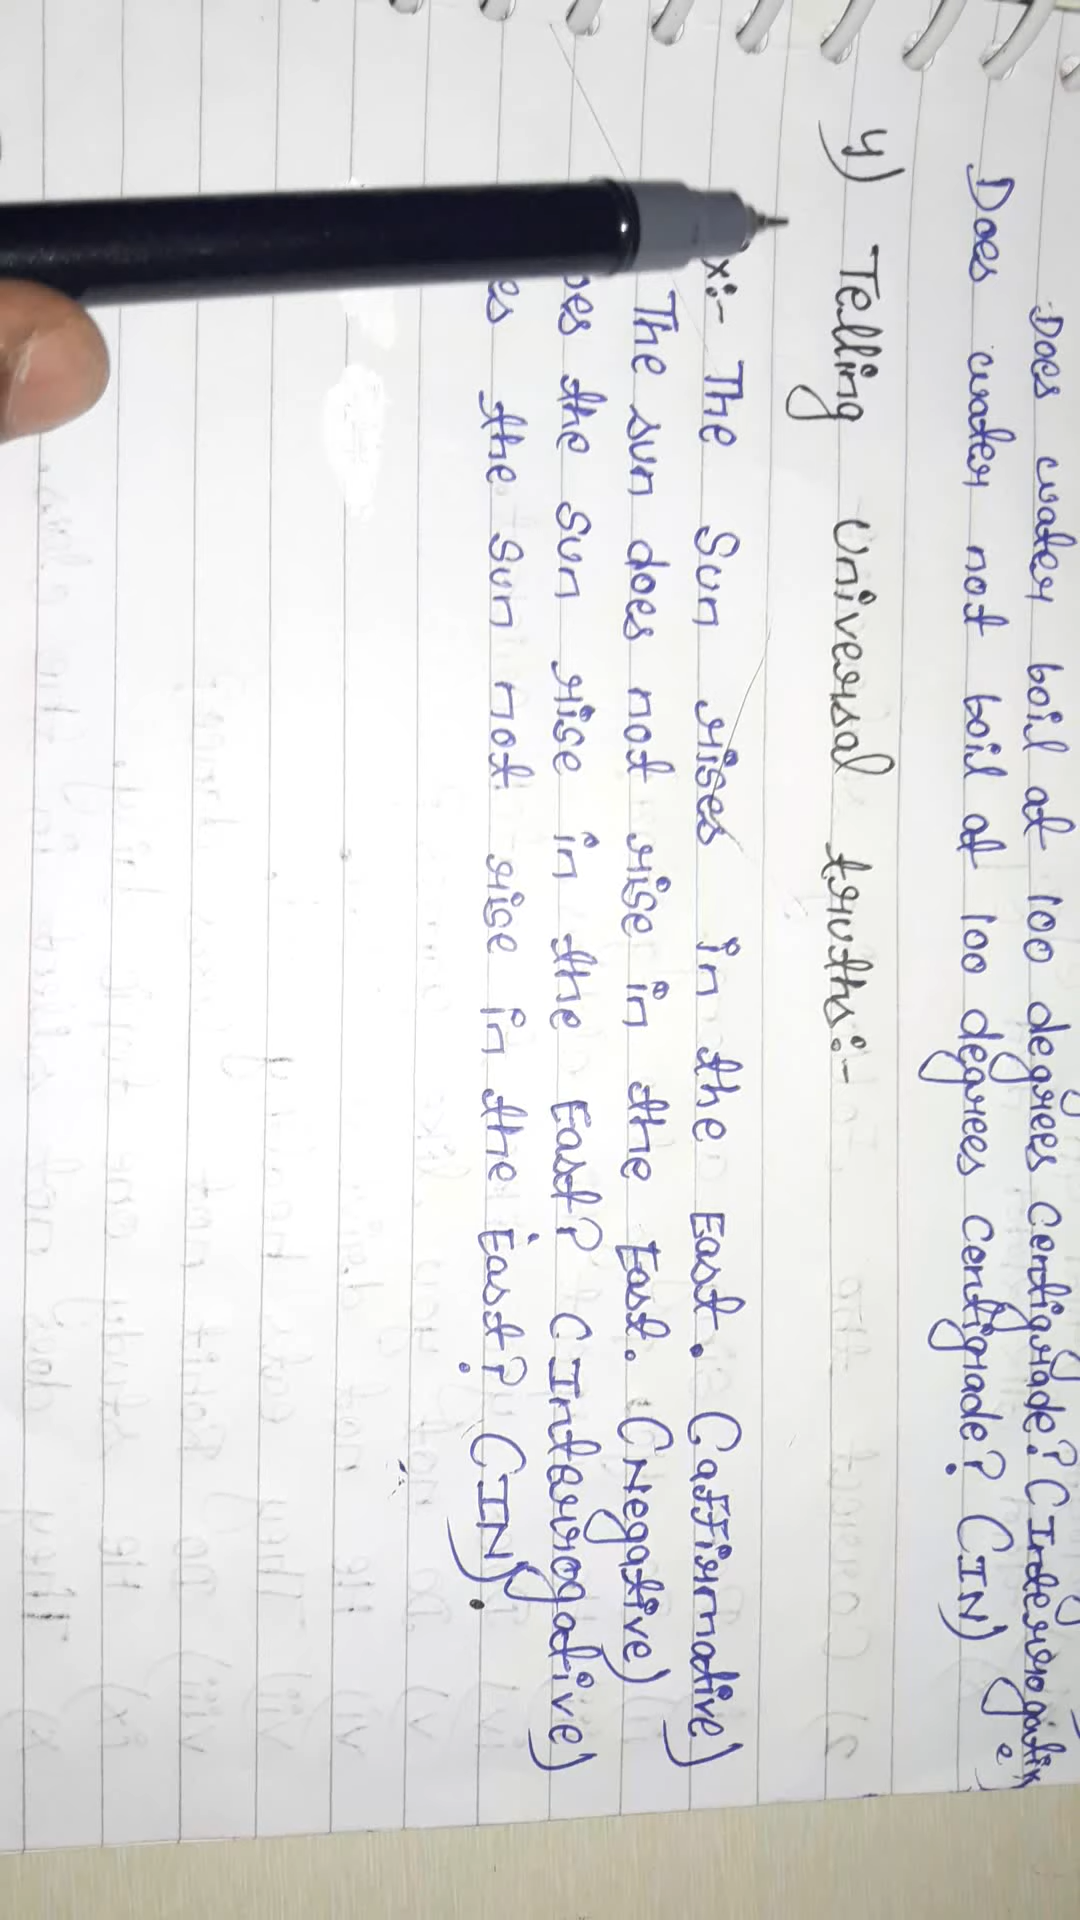 Does water boil at 100 degrees centigrade? (Interrogative)
Does water not boil at 100 degrees centigrade? (IN)
4) Telling universal truths:-
x:- The Sun rises in the East. (affirmative)
The sun does not rise in the East. (Negative)
oes the sun rise in the East? (Interrogative)
es the sun not rise in the East? (IN).